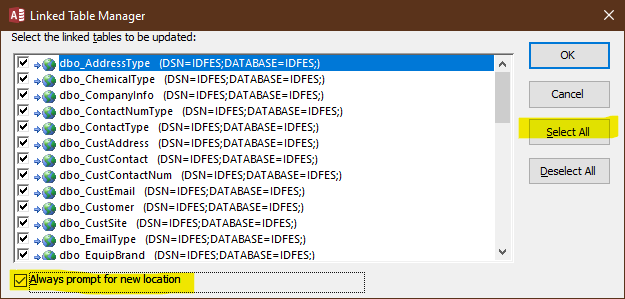 Linked Table Manager
Select the linked tables to be updated:
dbo_AddressType (DSN=IDFES;DATABASE=IDFES;)
dbo_ChemicalType (DSN=IDFES;DATABASE=IDFES;)
dbo_CompanyInfo (DSN=IDFES;DATABASE=IDFES;)
dbo_ContactNumType (DSN=IDFES;DATABASE=IDFES;)
dbo_ContactType (DSN=IDFES;DATABASE=IDFES;)
dbo_CustAddress (DSN=IDFES;DATABASE=IDFES;)
dbo_CustContact (DSN=IDFES;DATABASE=IDFES;)
dbo_CustContactNum (DSN=IDFES;DATABASE=IDFES;)
dbo_CustEmail (DSN=IDFES;DATABASE=IDFES;)
dbo_Customer (DSN=IDFES;DATABASE=IDFES;)
dbo_CustSite (DSN=IDFES;DATABASE=IDFES;)
dbo_EmailType (DSN=IDFES;DATABASE=IDFES;)
dbo_EquipBrand (DSN=IDFES;DATABASE=IDFES;)
Always prompt for new location
OK
Cancel
Select All
Deselect All